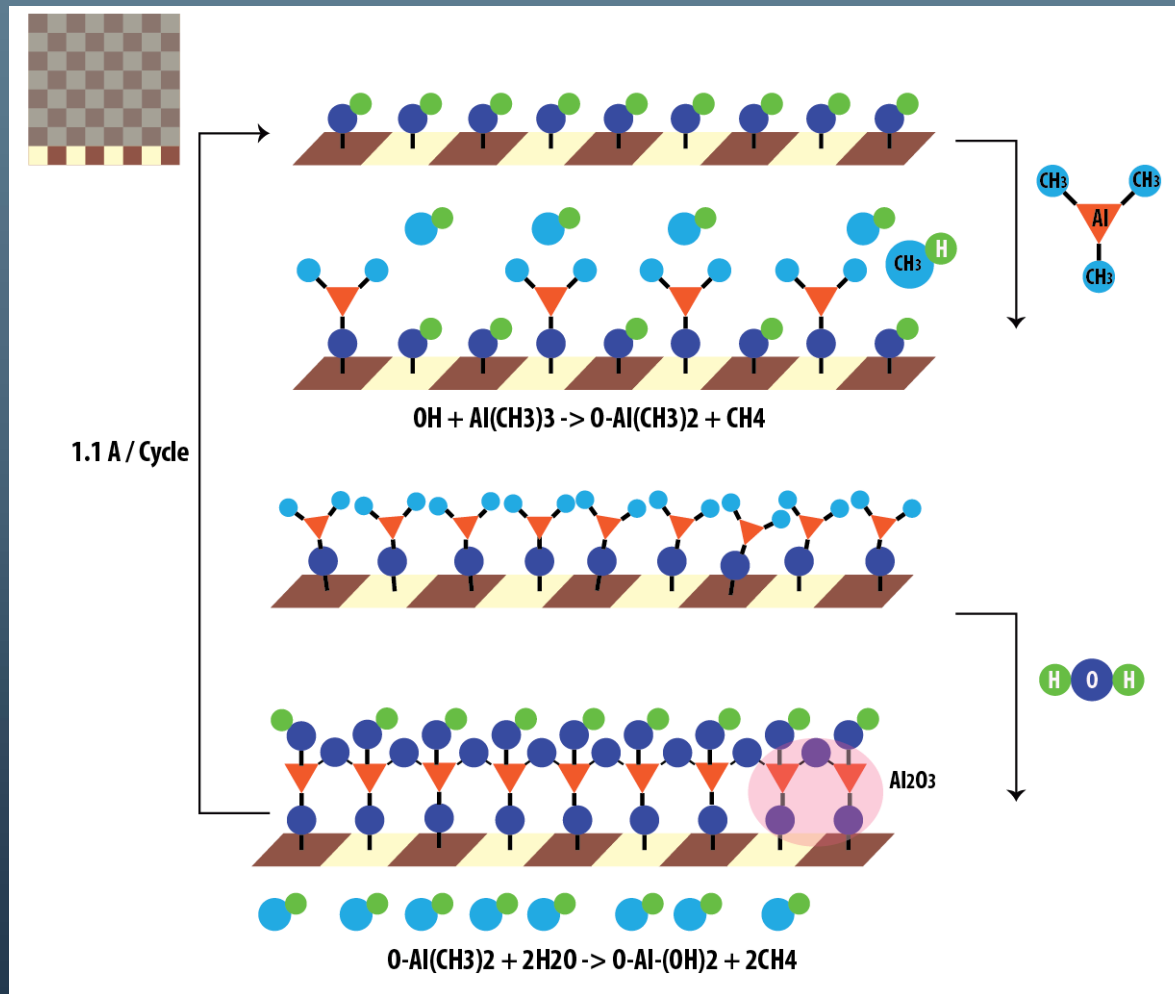 CH3
CH3
Al
CH3
CH3
H
OH + Al(CH3)3 -> O-Al(CH3)2 + CH4
1.1 A / Cycle
H O H
Al2O3
O-Al(CH3)2 + 2H2O -> O-Al-(OH)2 + 2CH4